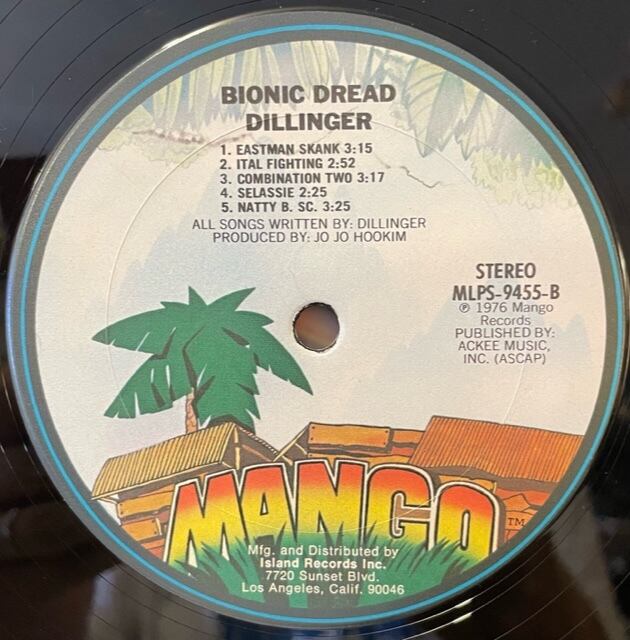 BIONIC DREAD
DILLINGER
1. EASTMAN SKANK 3:15
2. ITAL FIGHTING 2:52
3. COMBINATION TWO 3:17
4. SELASSIE 2:25
5. NATTY B. SC. 3:25
ALL SONGS WRITTEN BY: DILLINGER
PRODUCED BY: JO JO HOOKIM
STEREO
MLPS-9455-B
℗ 1976 Mango
Records
PUBLISHED BY:
ACKEE MUSIC,
INC. (ASCAP)
MANGO TM
Mfg. and Distributed by
Island Records Inc.
7720 Sunset Blvd.
Los Angeles, Calif. 90046